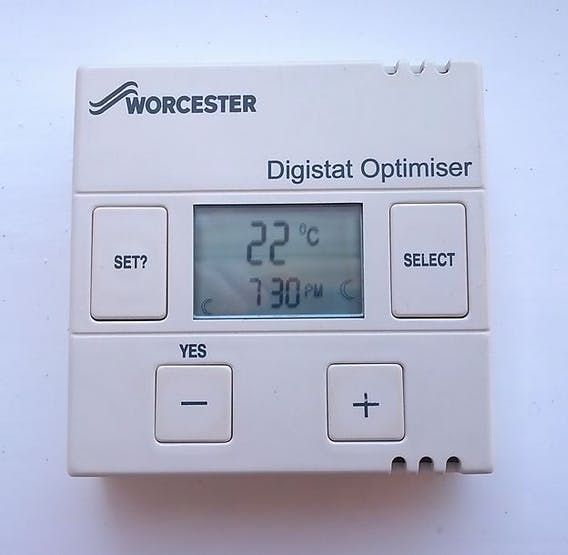 WORCESTER
Digistat Optimiser
SET?
22 °C
7 30 PM
SELECT
YES
−
+